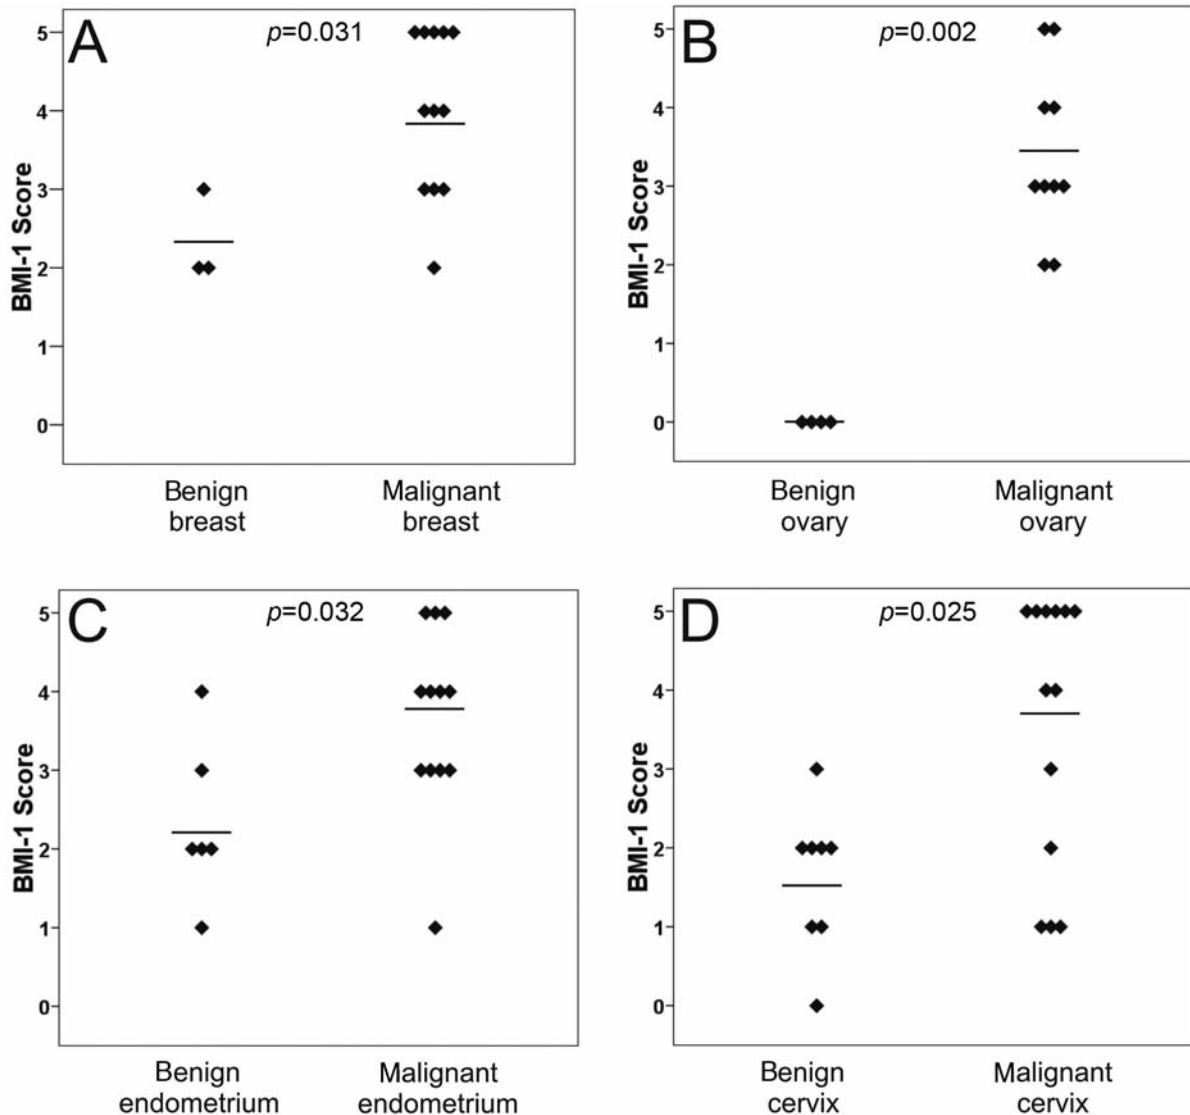 A
p=0.031
BMI-1 Score
5
4
3
2
1
0
Benign
breast
Malignant
breast
B
p=0.002
BMI-1 Score
5
4
3
2
1
0
Benign
ovary
Malignant
ovary
C
p=0.032
BMI-1 Score
5
4
3
2
1
0
Benign
endometrium
Malignant
endometrium
D
p=0.025
BMI-1 Score
5
4
3
2
1
0
Benign
cervix
Malignant
cervix